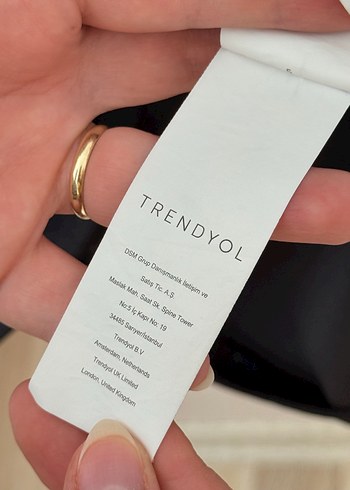 TRENDYOL
DSM Grup Danışmanlık İletişim ve
Satış Tic. A.Ş.
Maslak Mah. Saat Sk. Spine Tower
No:5 İç Kapı No: 19
34485 Sarıyer/İstanbul
Trendyol B.V
Amsterdam, Netherlands
Trendyol UK Limited
London, United Kingdom